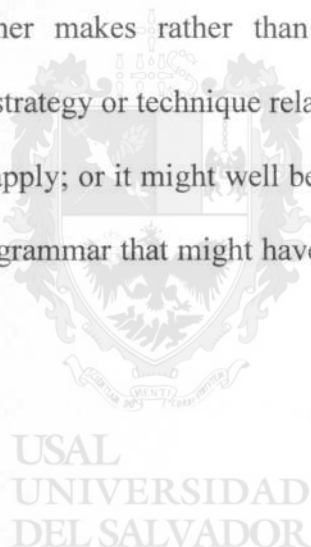 her makes rather than
strategy or technique rela
apply; or it might well be
grammar that might have
USAL
UNIVERSIDAD
DEL SALVADOR